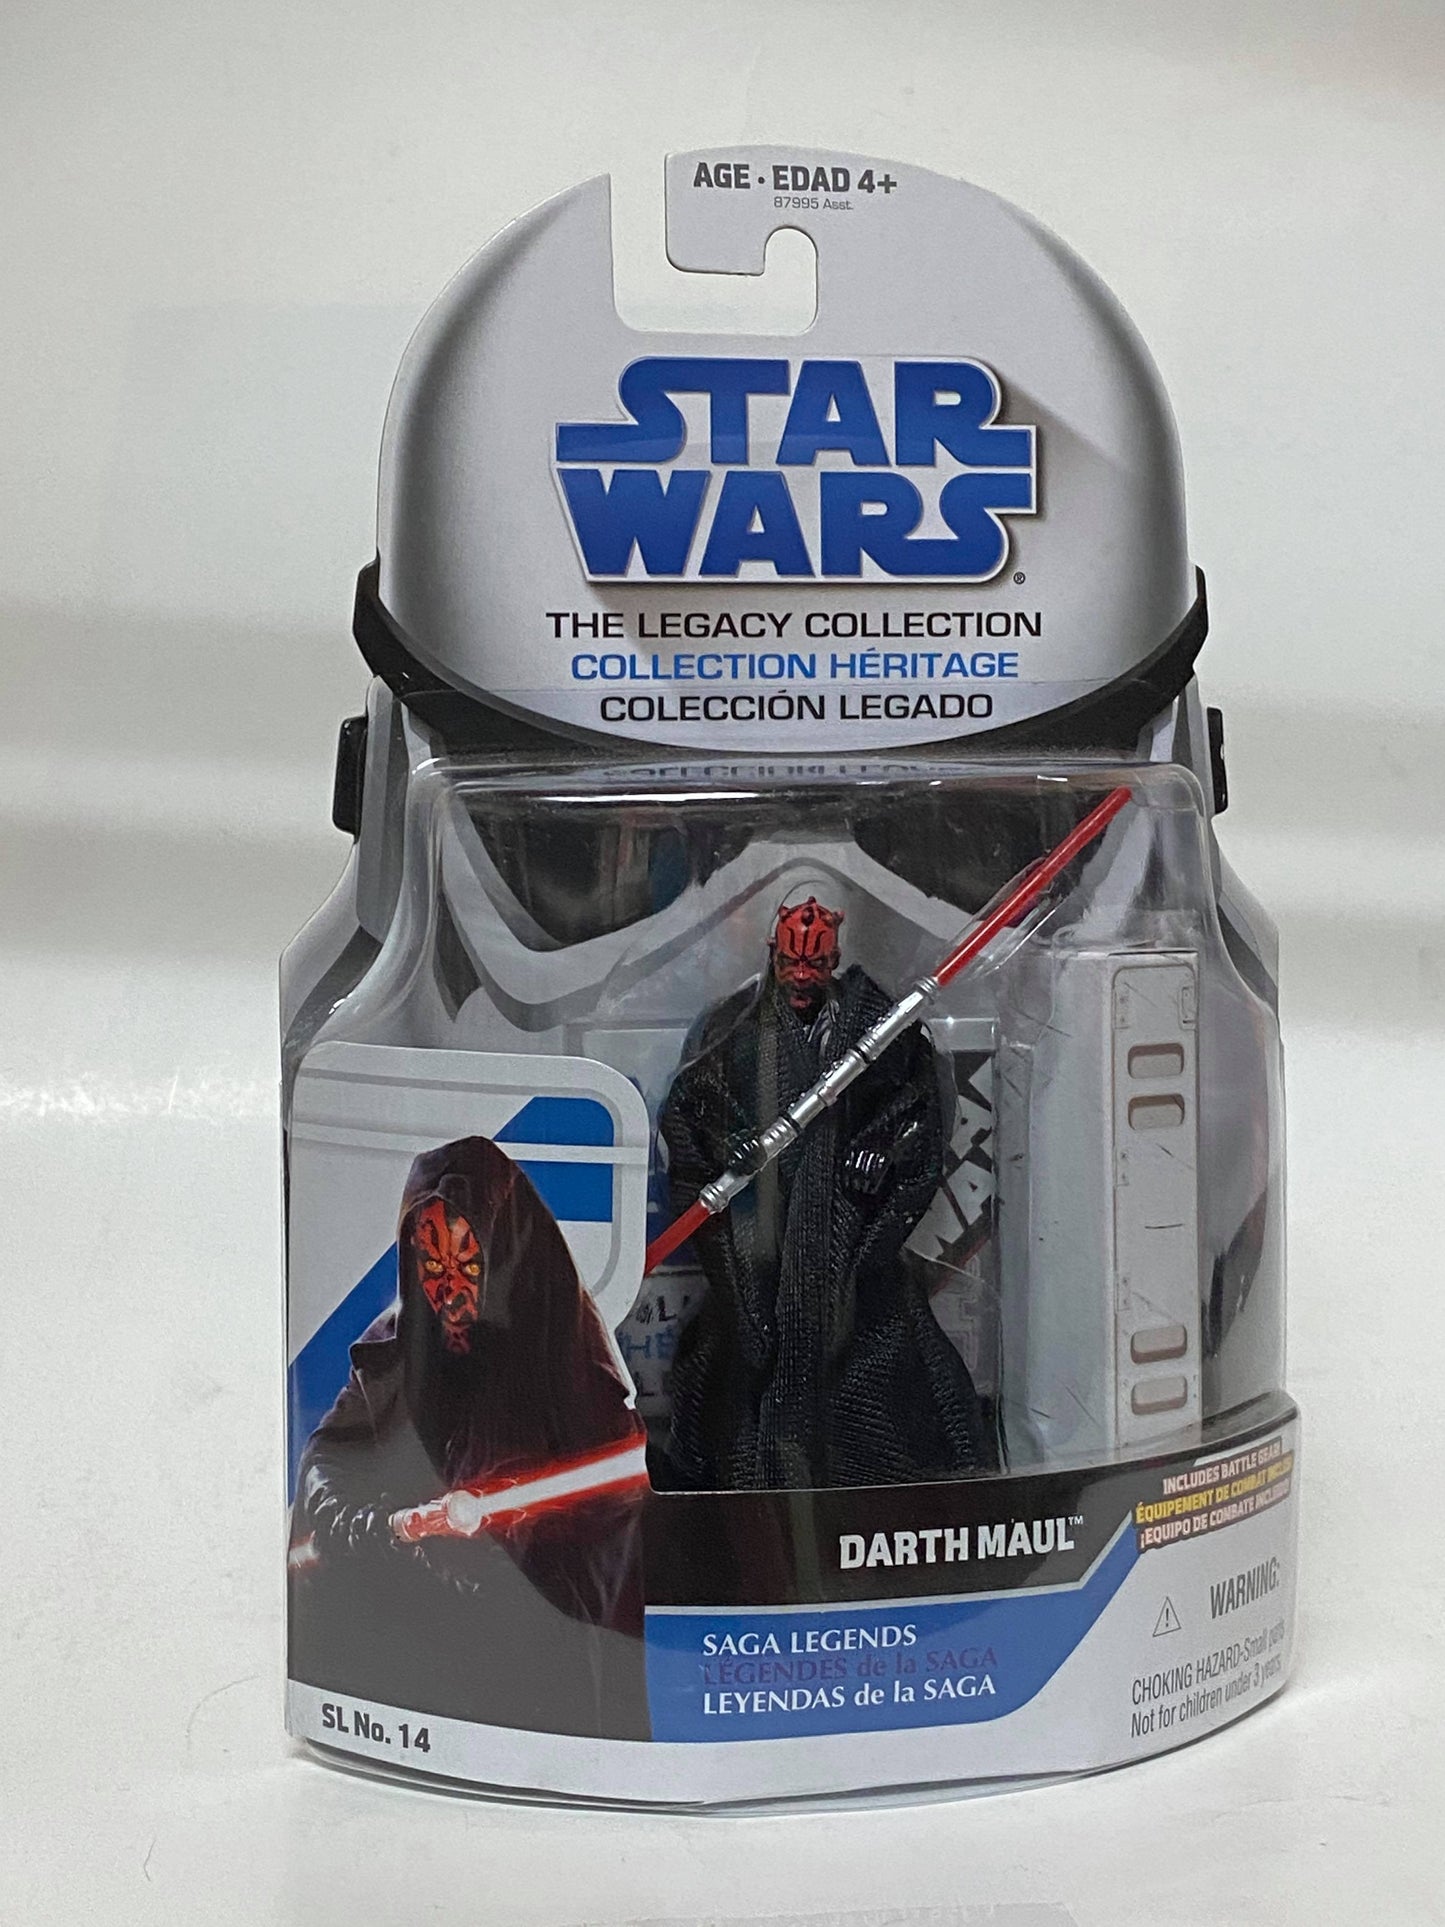 AGE • EDAD 4+
87995 Asst.
STAR
WARS®
THE LEGACY COLLECTION
COLLECTION HÉRITAGE
COLECCIÓN LEGADO
INCLUDES BATTLE GEAR!
ÉQUIPEMENT DE COMBAT INCLUS!
¡EQUIPO DE COMBATE INCLUIDO!
DARTH MAUL™
WARNING:
SAGA LEGENDS
LÉGENDES de la SAGA
LEYENDAS de la SAGA
CHOKING HAZARD-Small parts
Not for children under 3 years
SL No. 14